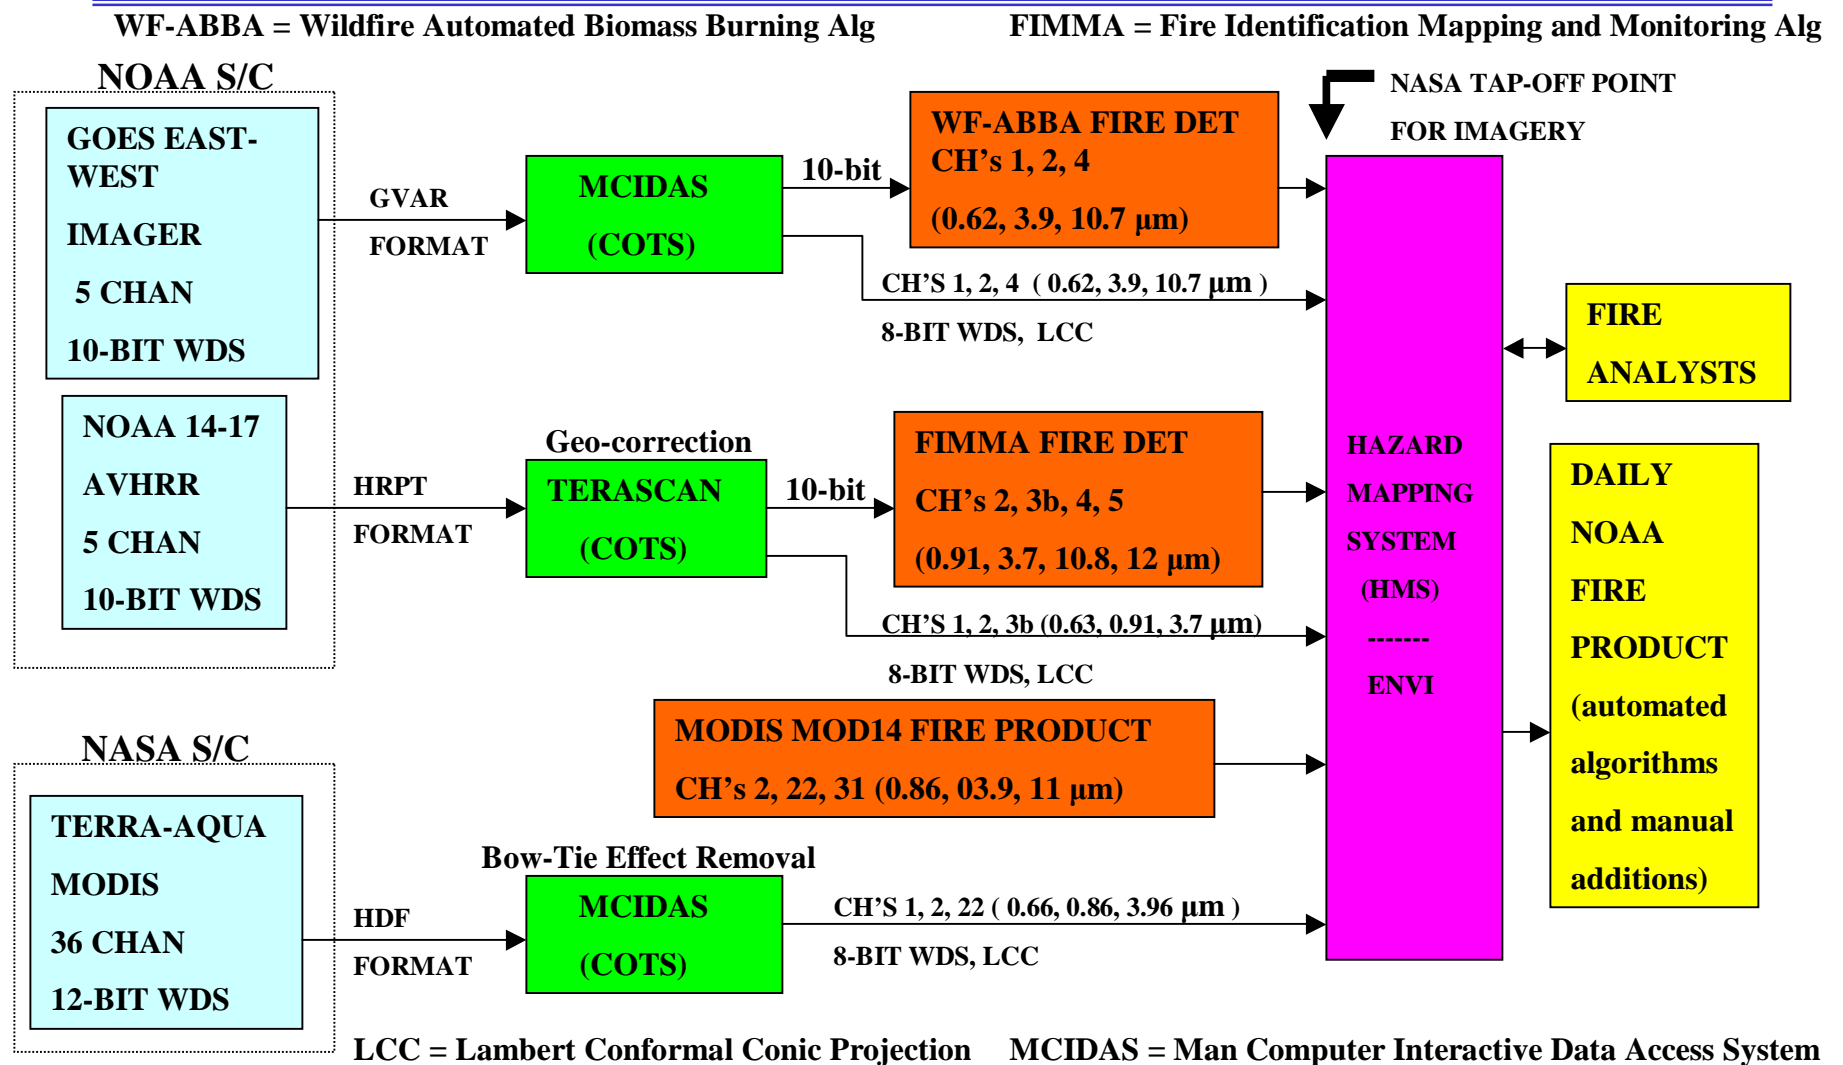 WF-ABBA = Wildfire Automated Biomass Burning Alg
FIMMA = Fire Identification Mapping and Monitoring Alg
NOAA S/C
GOES EAST-
WEST
IMAGER
5 CHAN
10-BIT WDS
GVAR
FORMAT
MCIDAS
(COTS)
10-bit
WF-ABBA FIRE DET
CH's 1, 2, 4
(0.62, 3.9, 10.7 μm)
NASA TAP-OFF POINT
FOR IMAGERY
CH'S 1, 2, 4 ( 0.62, 3.9, 10.7 μm )
8-BIT WDS, LCC
FIRE
ANALYSTS
NOAA 14-17
AVHRR
5 CHAN
10-BIT WDS
HRPT
FORMAT
Geo-correction
TERASCAN
(COTS)
10-bit
FIMMA FIRE DET
CH's 2, 3b, 4, 5
(0.91, 3.7, 10.8, 12 μm)
CH'S 1, 2, 3b (0.63, 0.91, 3.7 μm)
8-BIT WDS, LCC
HAZARD
MAPPING
SYSTEM
(HMS)
-------
ENVI
DAILY
NOAA
FIRE
PRODUCT
(automated
algorithms
and manual
additions)
MODIS MOD14 FIRE PRODUCT
CH's 2, 22, 31 (0.86, 03.9, 11 μm)
NASA S/C
TERRA-AQUA
MODIS
36 CHAN
12-BIT WDS
HDF
FORMAT
Bow-Tie Effect Removal
MCIDAS
(COTS)
CH'S 1, 2, 22 ( 0.66, 0.86, 3.96 μm )
8-BIT WDS, LCC
LCC = Lambert Conformal Conic Projection
MCIDAS = Man Computer Interactive Data Access System